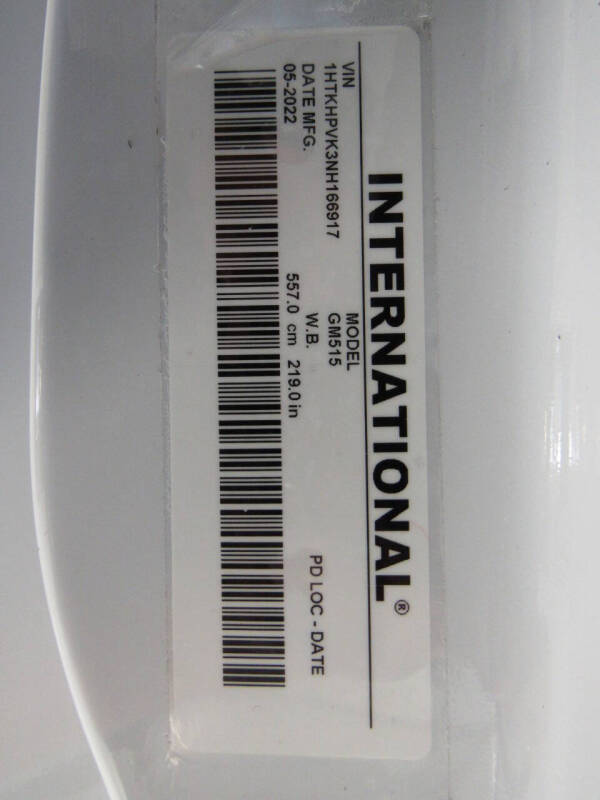 INTERNATIONAL®
VIN MODEL
1HTKHPVK3NH166917 GM515 PD LOC - DATE
DATE MFG. W.B.
05-2022 557.0 cm 219.0 in